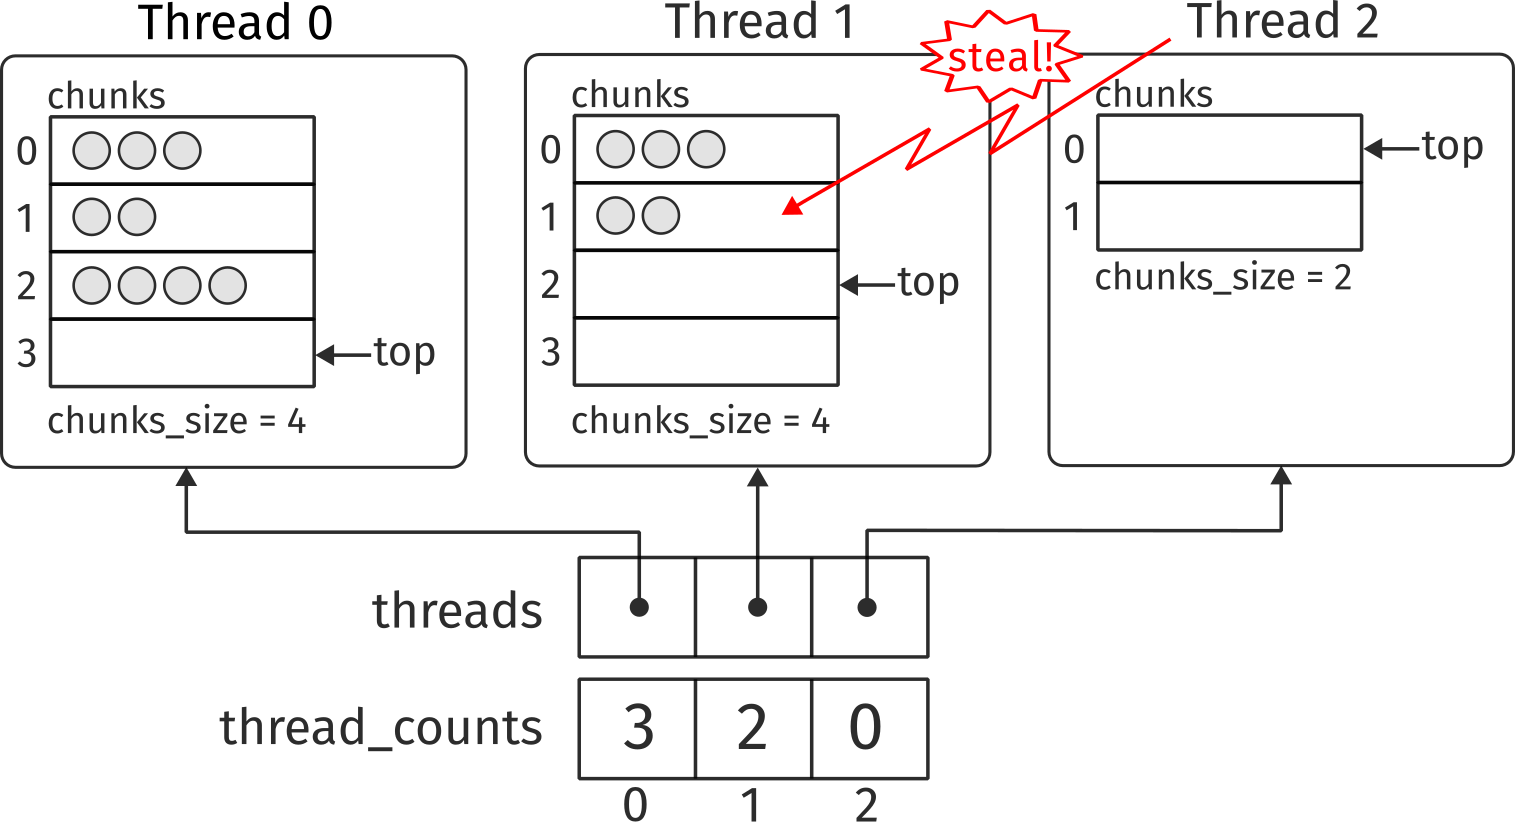 Thread 0
chunks
0
1
2
3
top
chunks_size = 4
Thread 1
steal!
chunks
0
1
2
3
top
chunks_size = 4
Thread 2
chunks
0
1
top
chunks_size = 2
threads
thread_counts
3 2 0
0 1 2